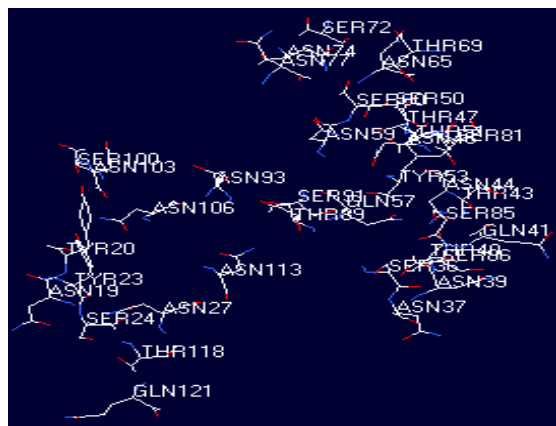 SER72
ASN74
THR69
ASN77
ASN65
SER50
THR47
ASN59
SER81
SER100
ASN103
ASN93
TYR53
ASN44
THR43
SER91
GLN57
ASN106
THR89
SER85
GLN41
TYR20
ASN113
SER36
TYR23
ASN39
ASN19
ASN27
ASN37
SER24
THR118
GLN121